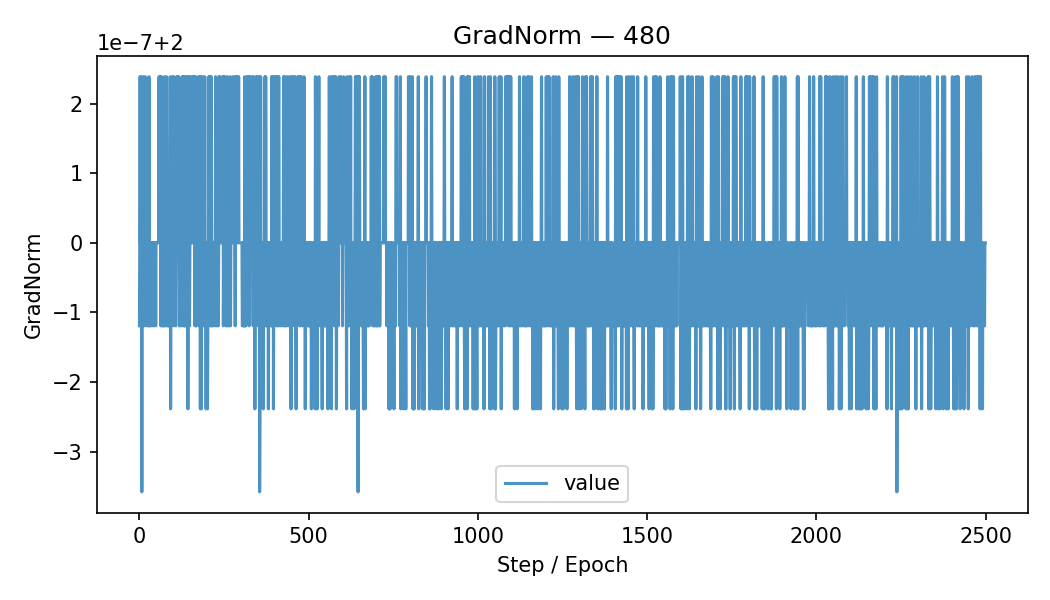 GradNorm — 480
1e−7+2
2
1
0
−1
−2
−3
GradNorm
value
0 500 1000 1500 2000 2500
Step / Epoch